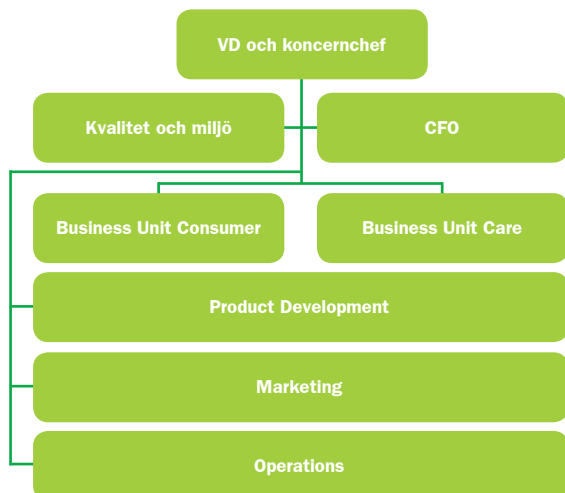 VD och koncernchef
Kvalitet och miljö
CFO
Business Unit Consumer
Business Unit Care
Product Development
Marketing
Operations